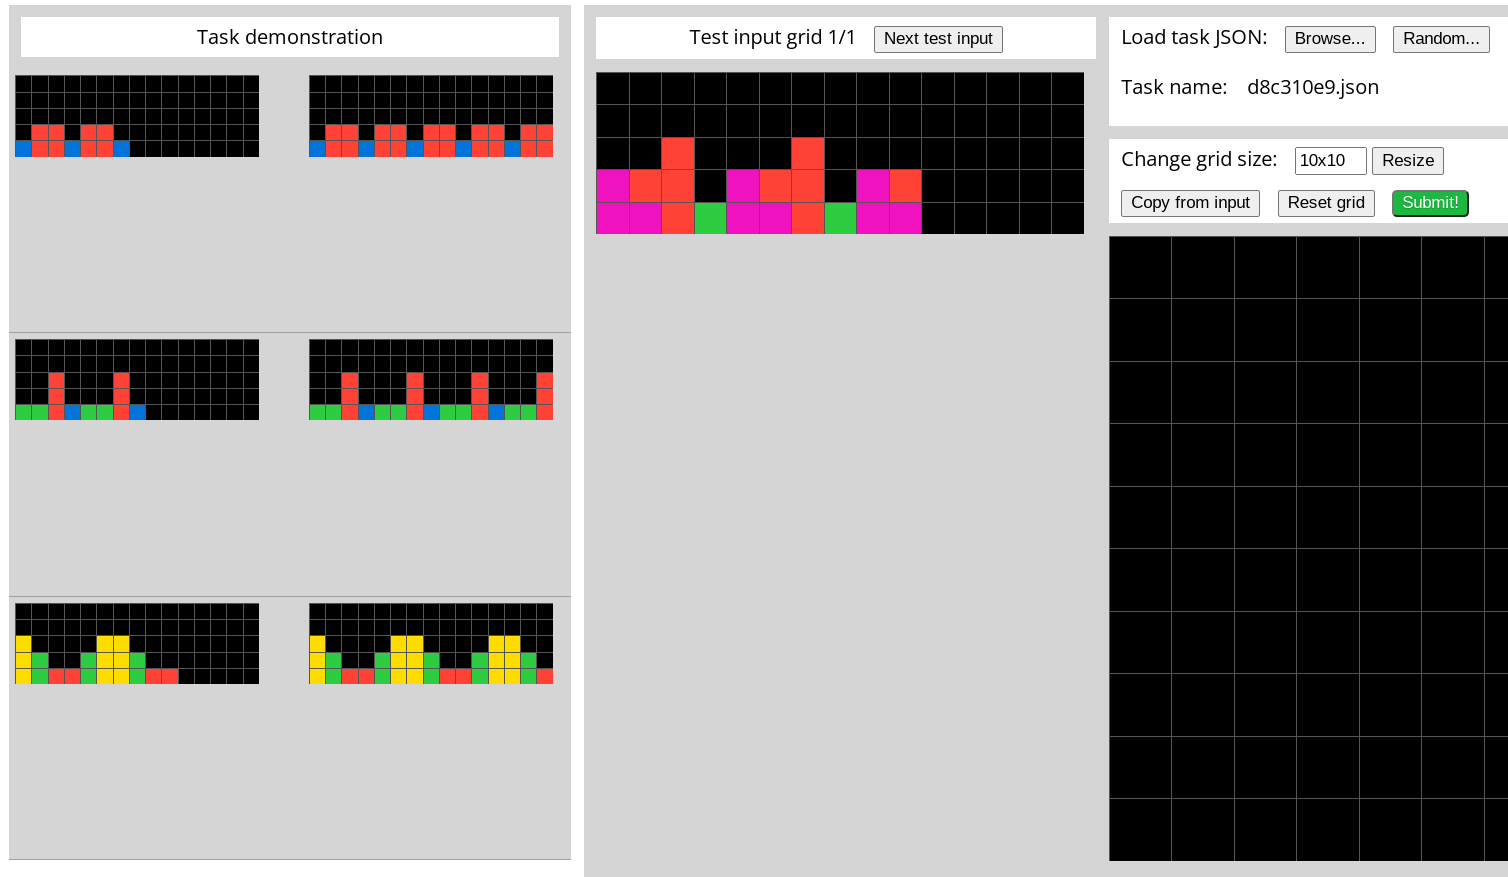 Task demonstration
Test input grid 1/1 Next test input
Load task JSON: Browse... Random...
Task name: d8c310e9.json
Change grid size: 10x10 Resize
Copy from input Reset grid Submit!